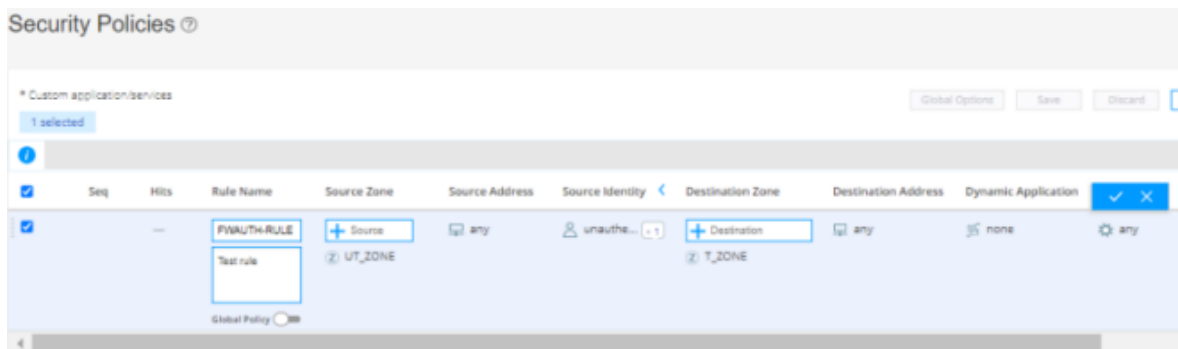 Security Policies ?
* Custom application/services
Global Options Save Discard
1 selected
Seq Hits Rule Name Source Zone Source Address Source Identity Destination Zone Destination Address Dynamic Application
--- FWAUTH-RULE + Source any unauthe... +1 + Destination any none any
Test rule Z UT_ZONE Z T_ZONE
Global Policy